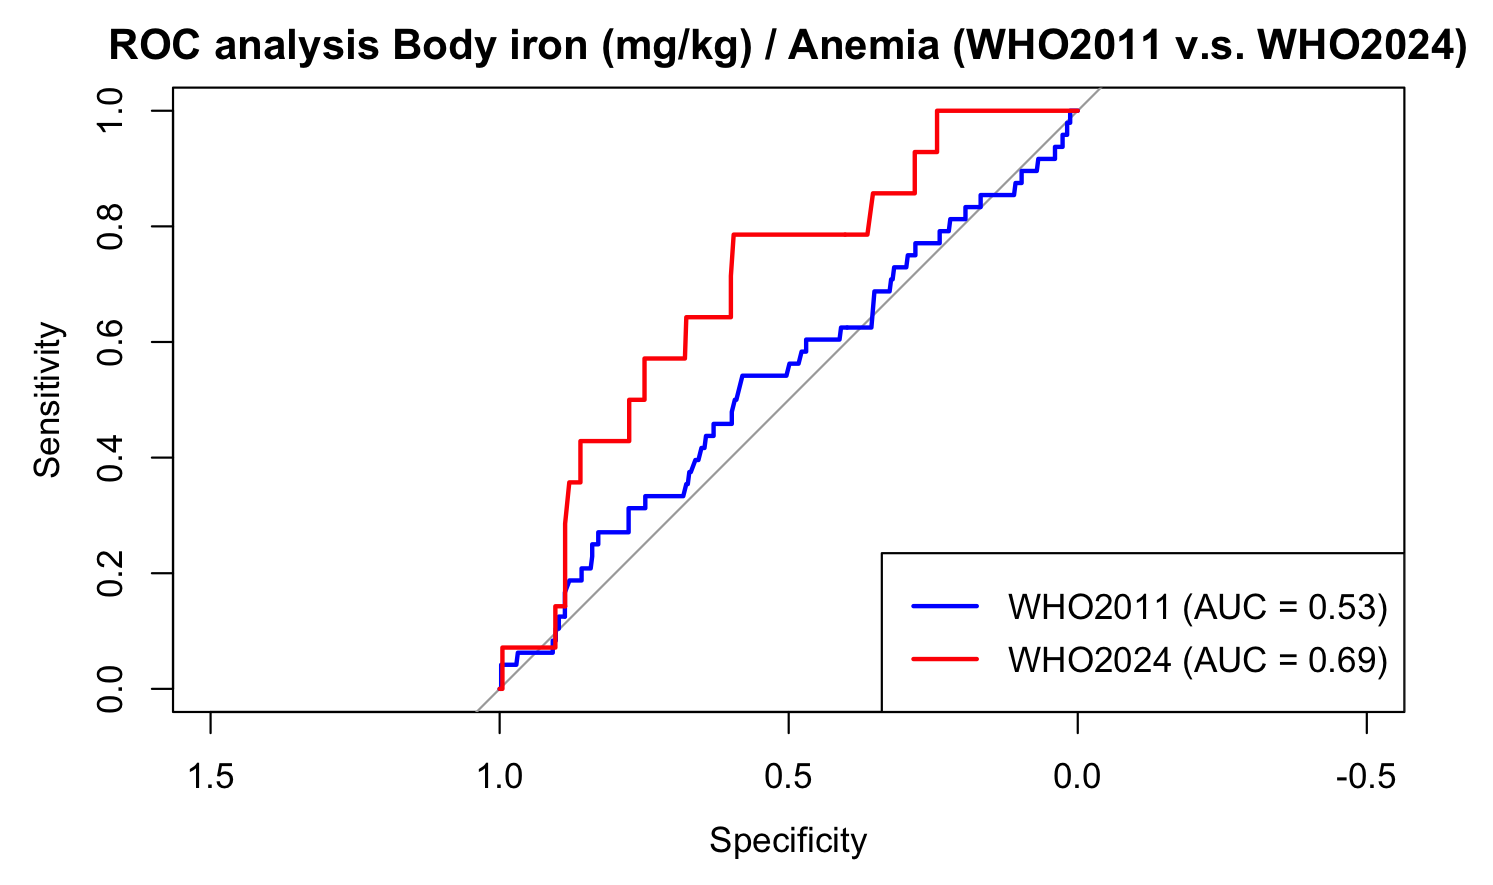 ROC analysis Body iron (mg/kg) / Anemia (WHO2011 v.s. WHO2024)
1.0
0.8
0.6
0.4
0.2
0.0
Sensitivity
WHO2011 (AUC = 0.53)
WHO2024 (AUC = 0.69)
1.5 1.0 0.5 0.0 -0.5
Specificity